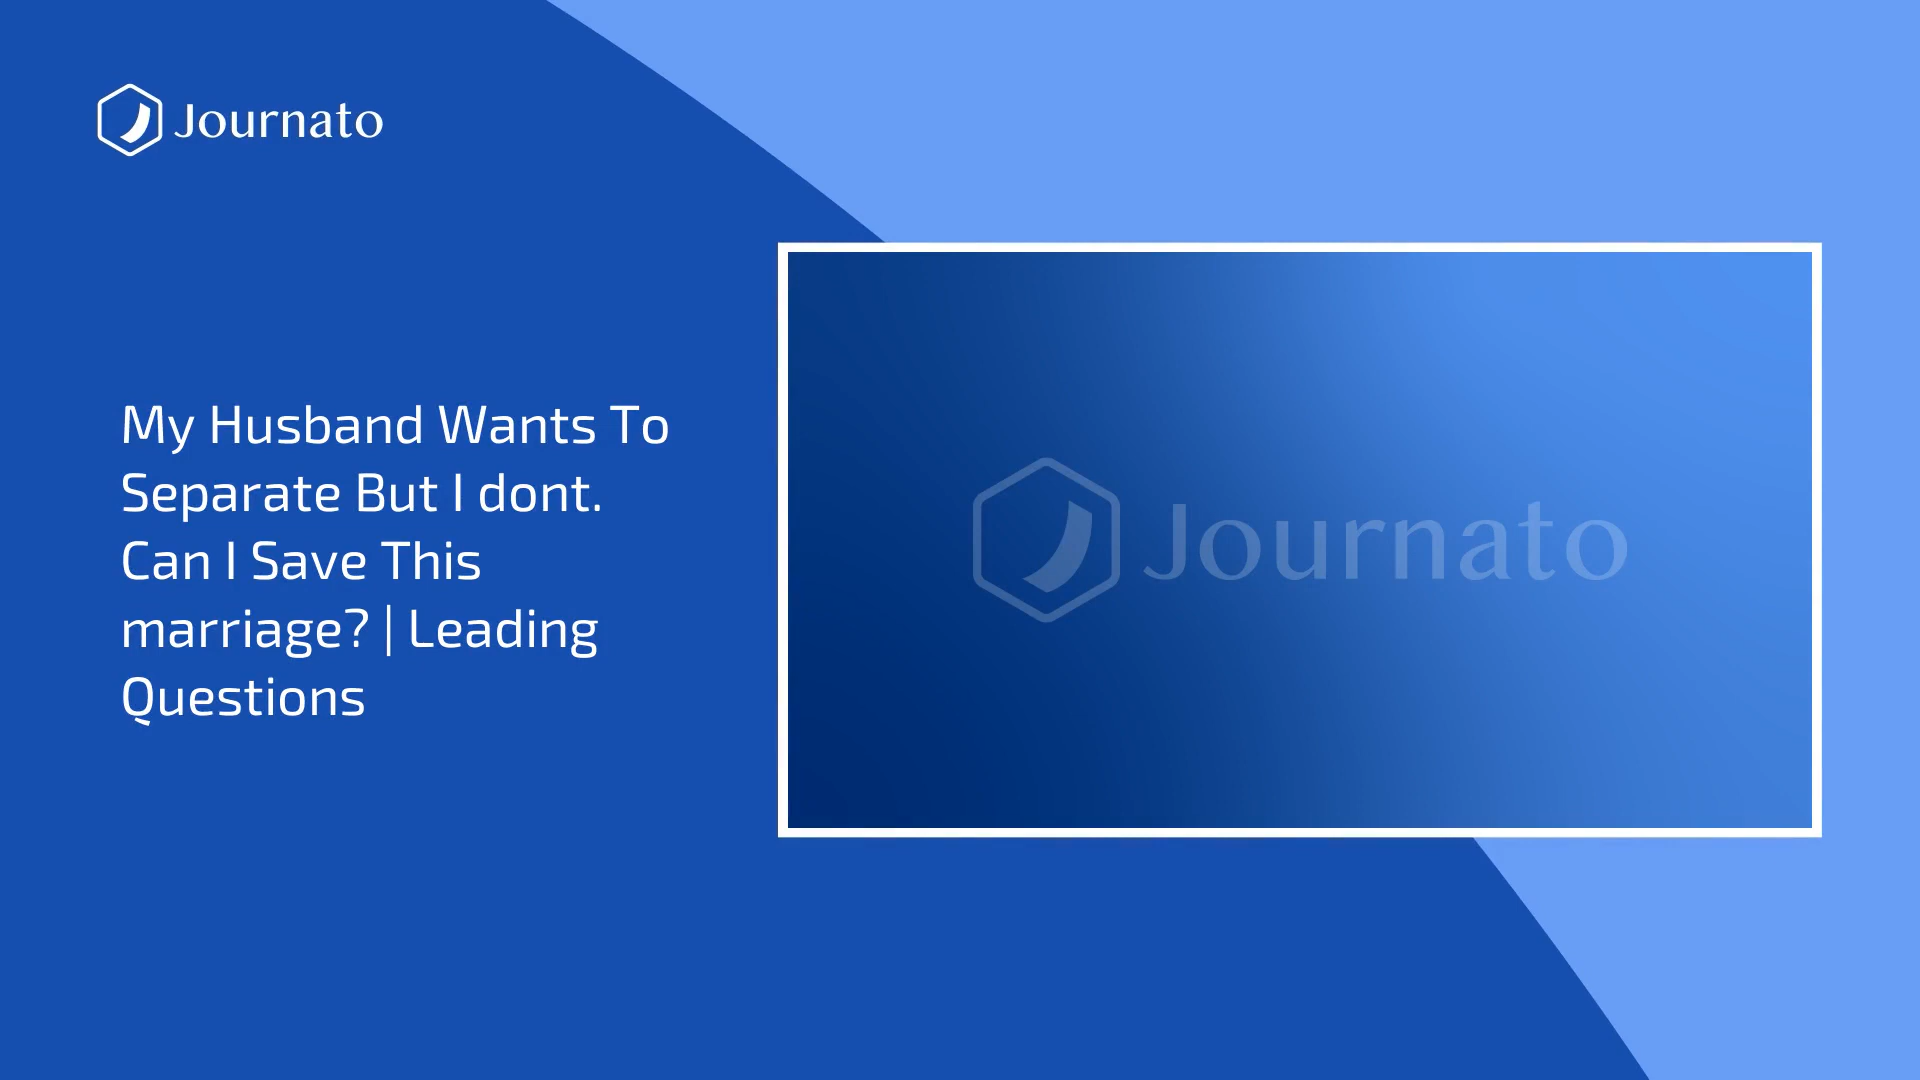 Journato
My Husband Wants To
Separate But I dont.
Can I Save This
marriage? | Leading
Questions
Journato